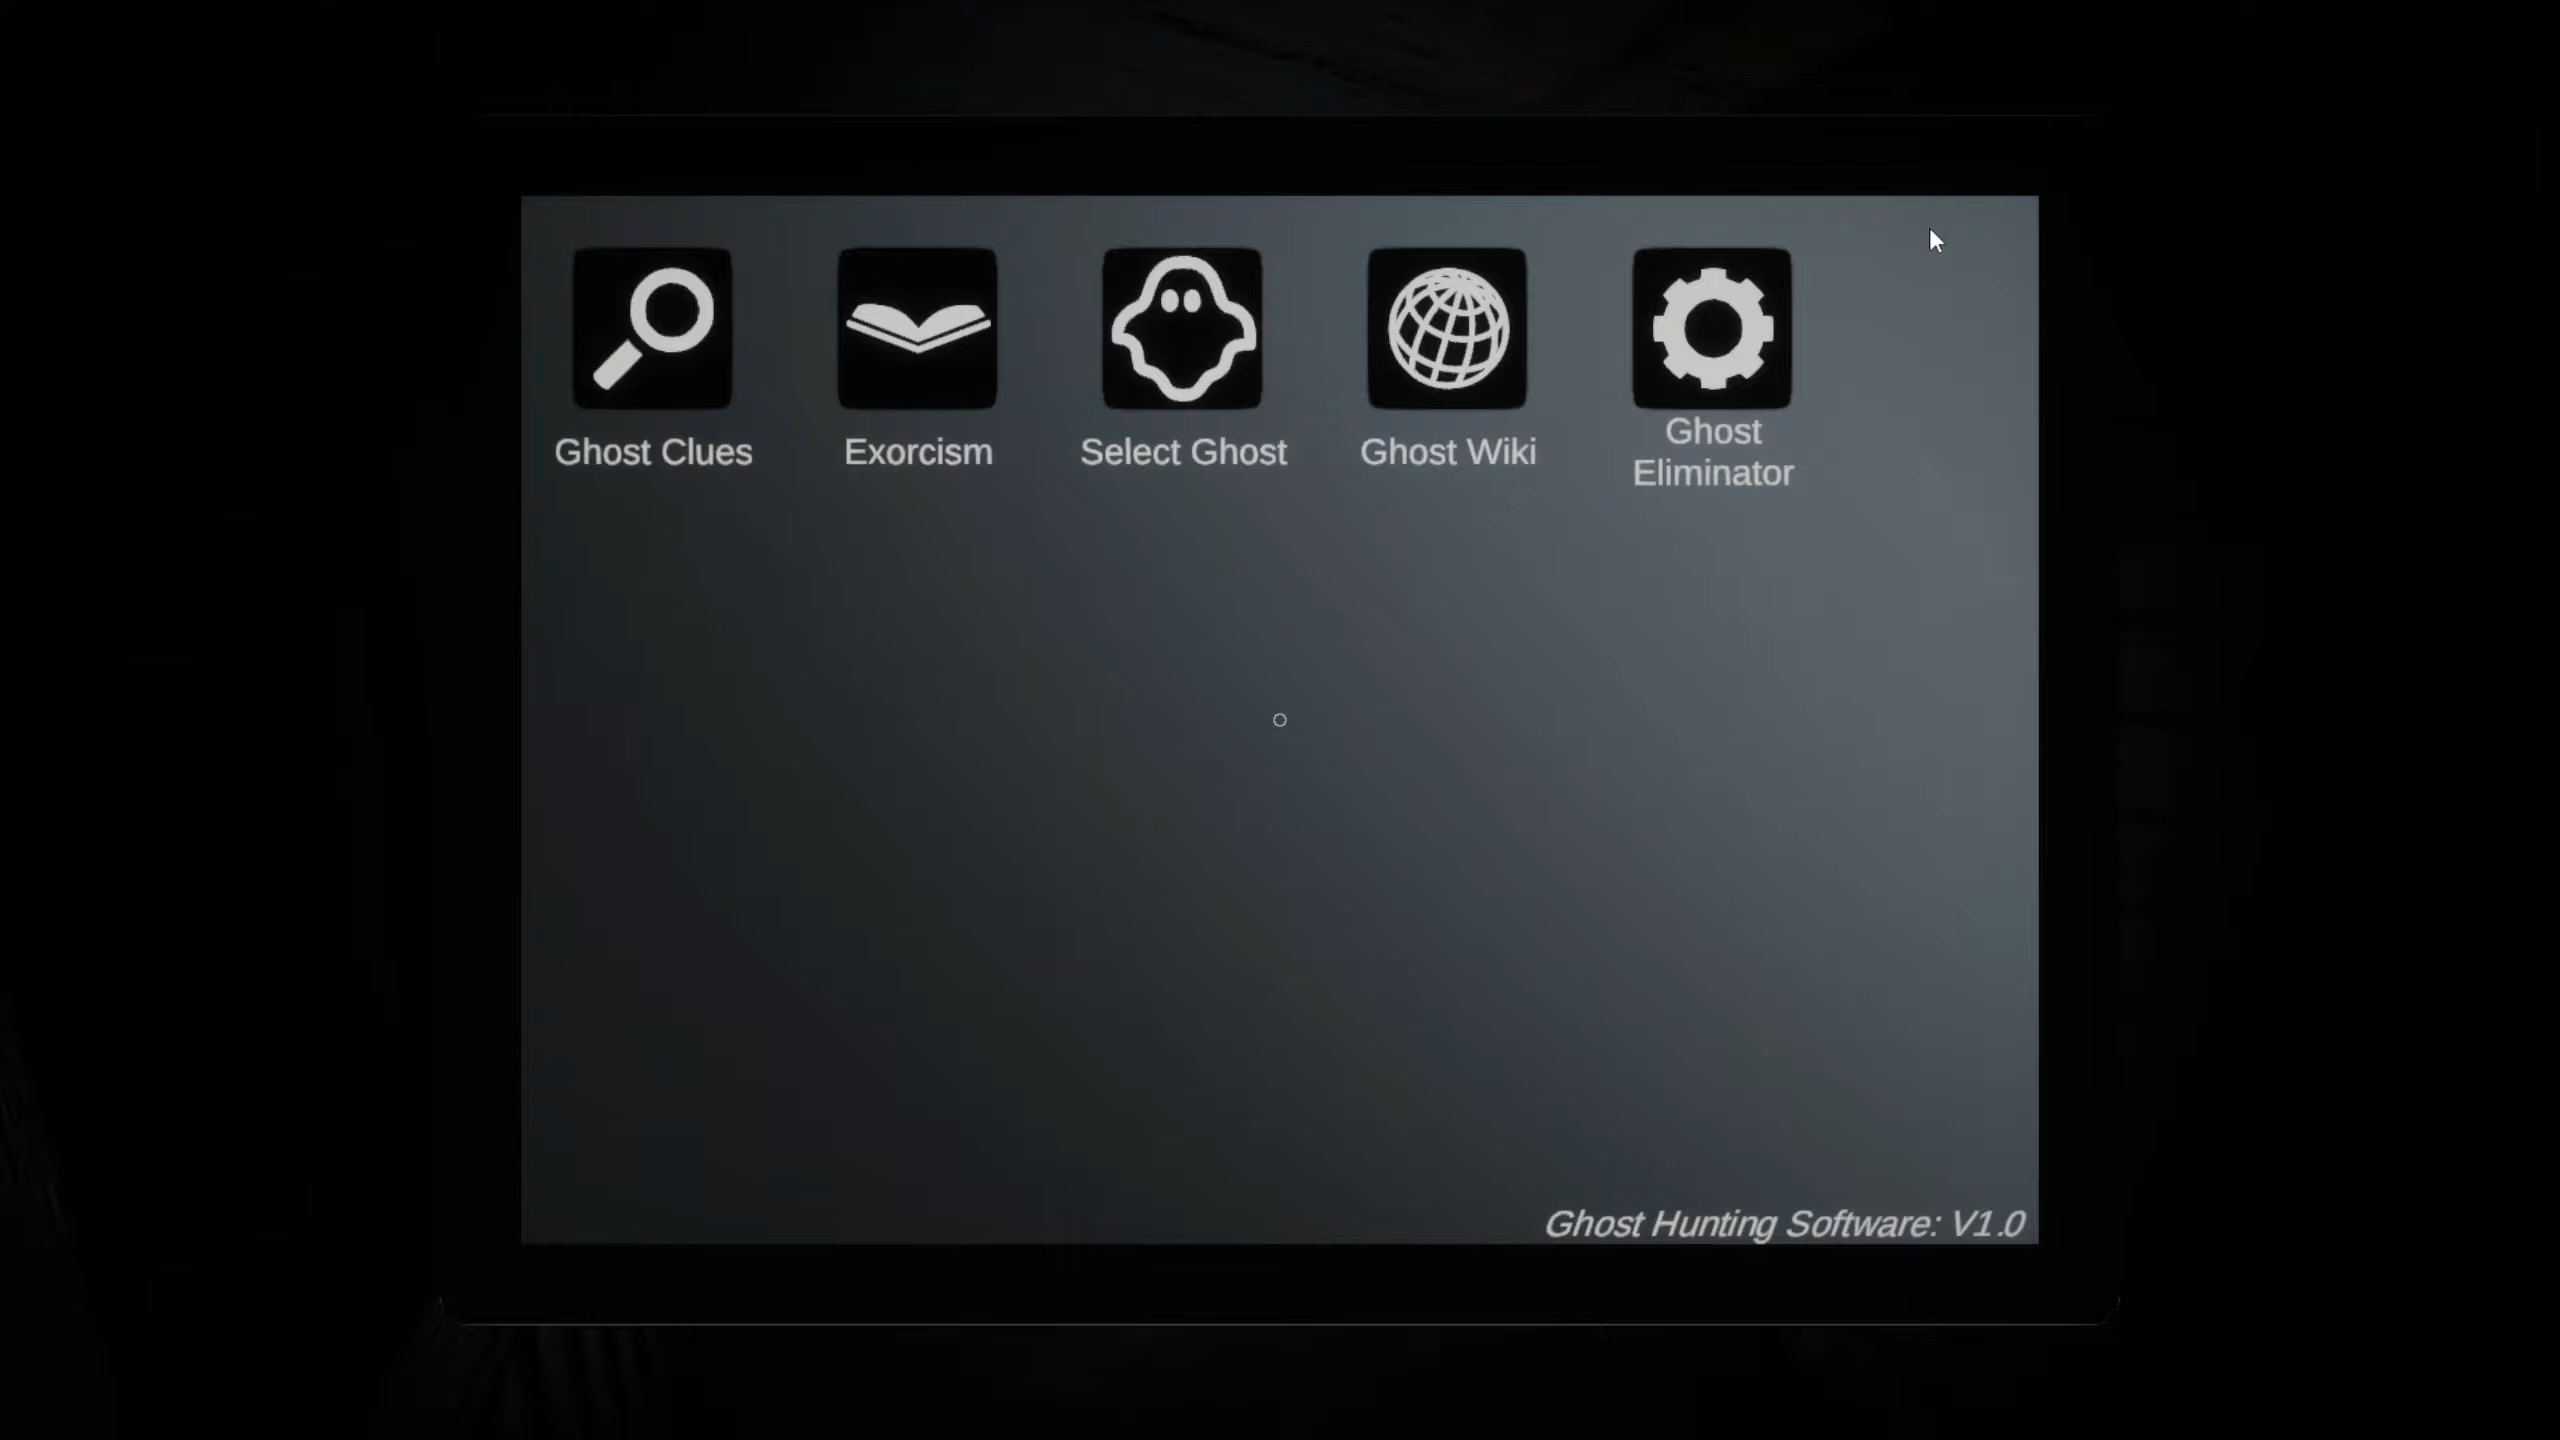 Ghost Clues
Exorcism
Select Ghost
Ghost Wiki
Ghost
Eliminator
Ghost Hunting Software: V1.0